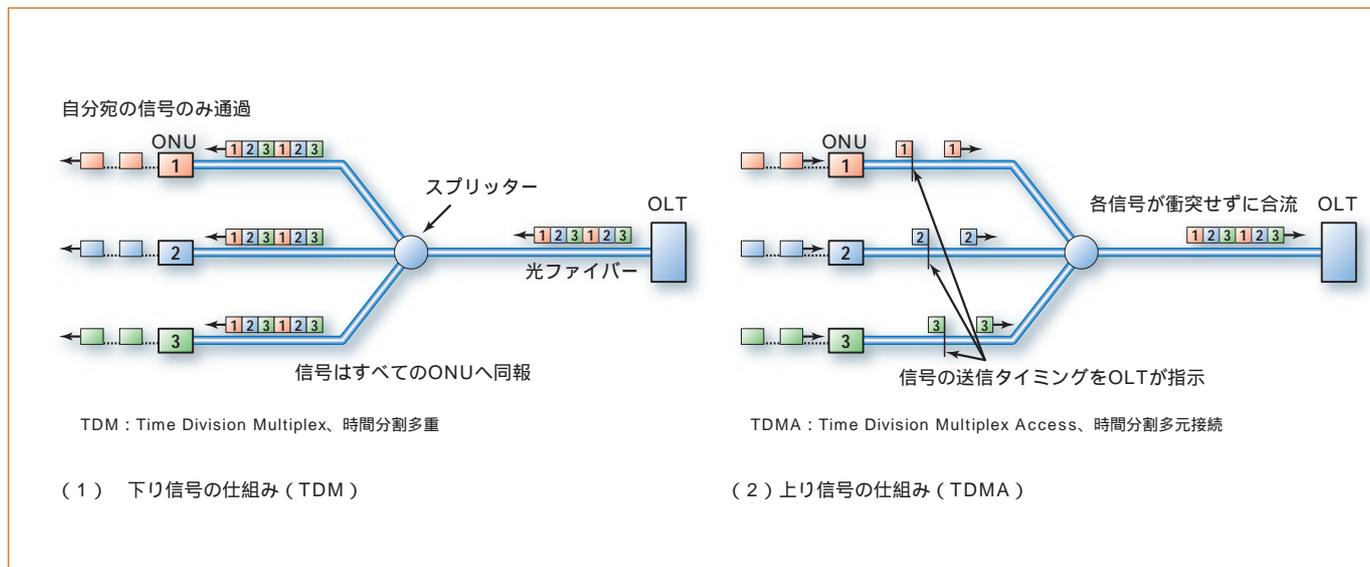 自分宛の信号のみ通過
ONU
1
1 2 3 1 2 3
2
1 2 3 1 2 3
3
1 2 3 1 2 3
スプリッター
OLT
1 2 3 1 2 3
光ファイバー
信号はすべてのONUへ同報
TDM：Time Division Multiplex、時間分割多重
（1） 下り信号の仕組み（TDM）
ONU
1
1
1
2
2
2
3
3
3
各信号が衝突せずに合流
OLT
1 2 3 1 2 3
信号の送信タイミングをOLTが指示
TDMA：Time Division Multiplex Access、時間分割多元接続
（2）上り信号の仕組み（TDMA）